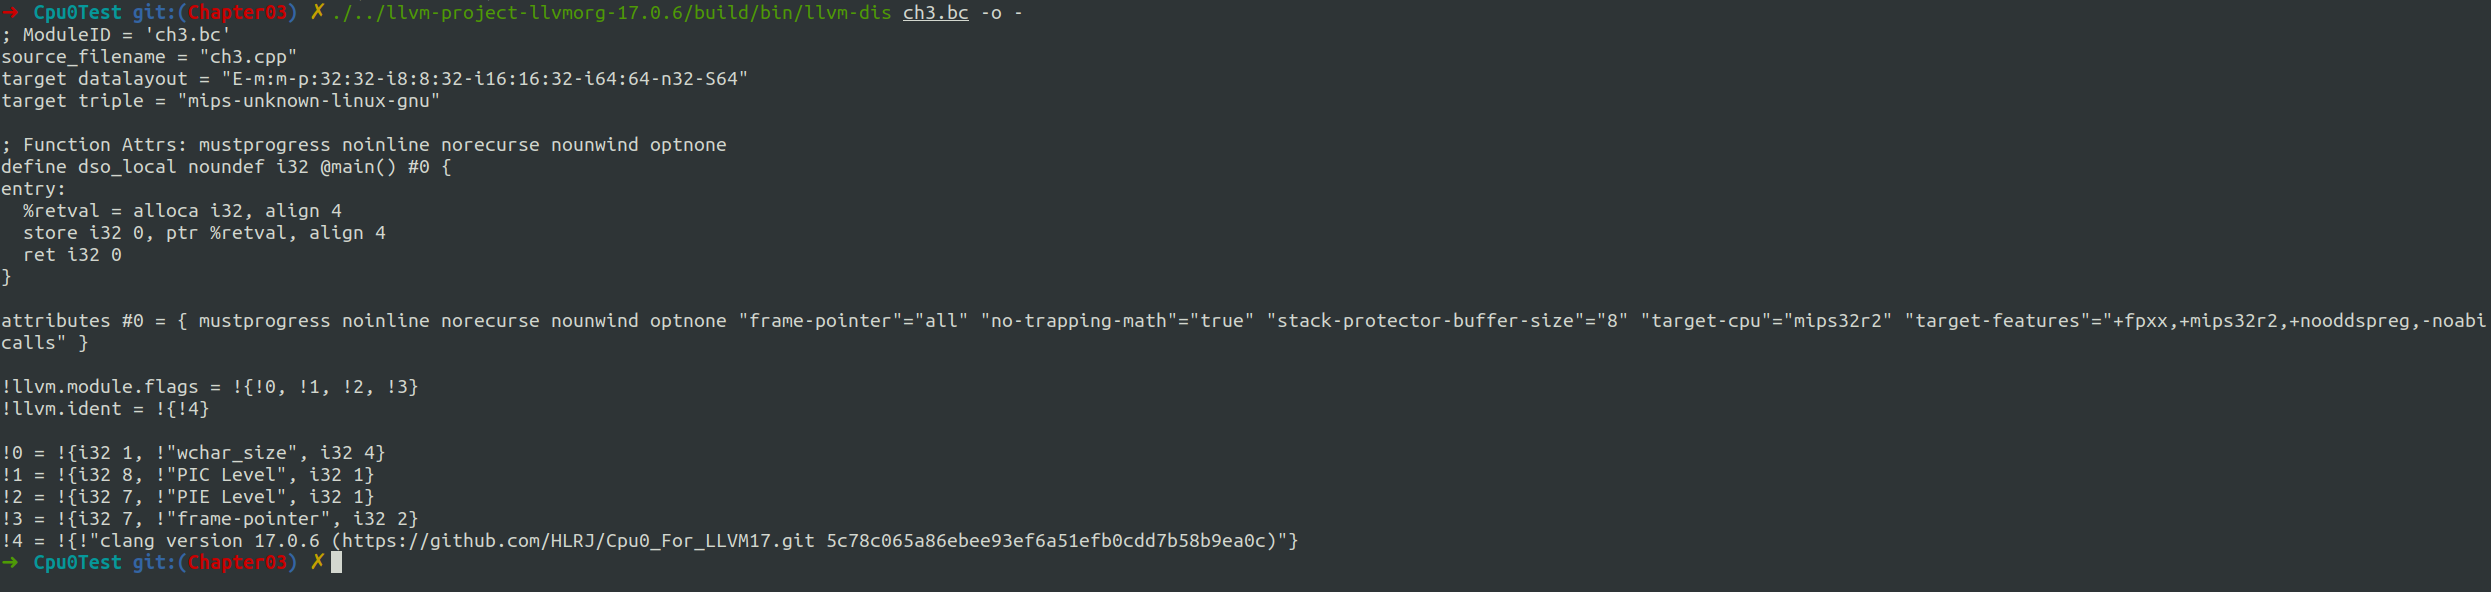 → Cpu0Test git:(Chapter03) ✗ ./../llvm-project-llvmorg-17.0.6/build/bin/llvm-dis ch3.bc -o -
; ModuleID = 'ch3.bc'
source_filename = "ch3.cpp"
target datalayout = "E-m:m-p:32:32-i8:8:32-i16:16:32-i64:64-n32-S64"
target triple = "mips-unknown-linux-gnu"

; Function Attrs: mustprogress noinline norecurse nounwind optnone
define dso_local noundef i32 @main() #0 {
entry:
  %retval = alloca i32, align 4
  store i32 0, ptr %retval, align 4
  ret i32 0
}

attributes #0 = { mustprogress noinline norecurse nounwind optnone "frame-pointer"="all" "no-trapping-math"="true" "stack-protector-buffer-size"="8" "target-cpu"="mips32r2" "target-features"="+fpxx,+mips32r2,+nooddspreg,-noabi
calls" }

!llvm.module.flags = !{!0, !1, !2, !3}
!llvm.ident = !{!4}

!0 = !{i32 1, !"wchar_size", i32 4}
!1 = !{i32 8, !"PIC Level", i32 1}
!2 = !{i32 7, !"PIE Level", i32 1}
!3 = !{i32 7, !"frame-pointer", i32 2}
!4 = !{!"clang version 17.0.6 (https://github.com/HLRJ/Cpu0_For_LLVM17.git 5c78c065a86ebee93ef6a51efb0cdd7b58b9ea0c)"}
→ Cpu0Test git:(Chapter03) ✗